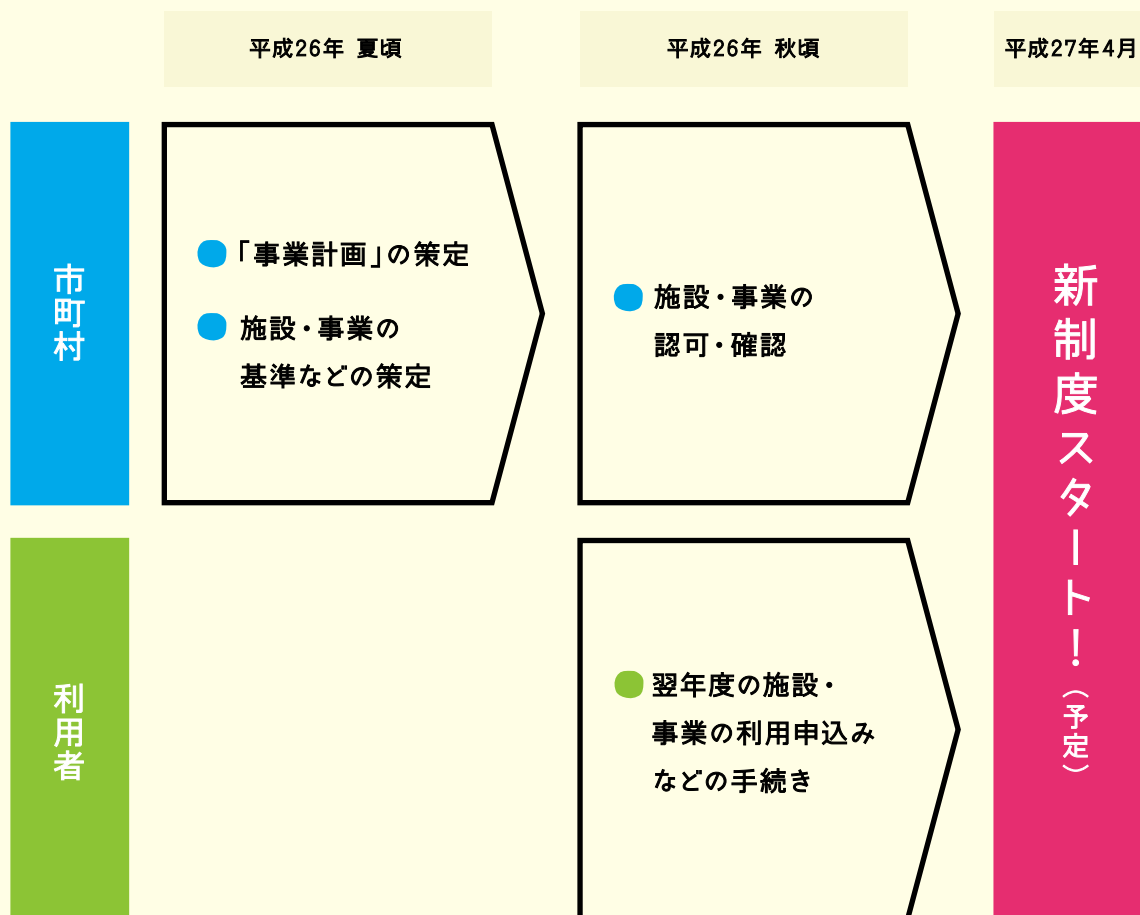 平成26年 夏頃
平成26年 秋頃
平成27年4月
市町村
「事業計画」の策定
施設・事業の
基準などの策定
施設・事業の
認可・確認
新制度スタート！（予定）
利用者
翌年度の施設・
事業の利用申込み
などの手続き